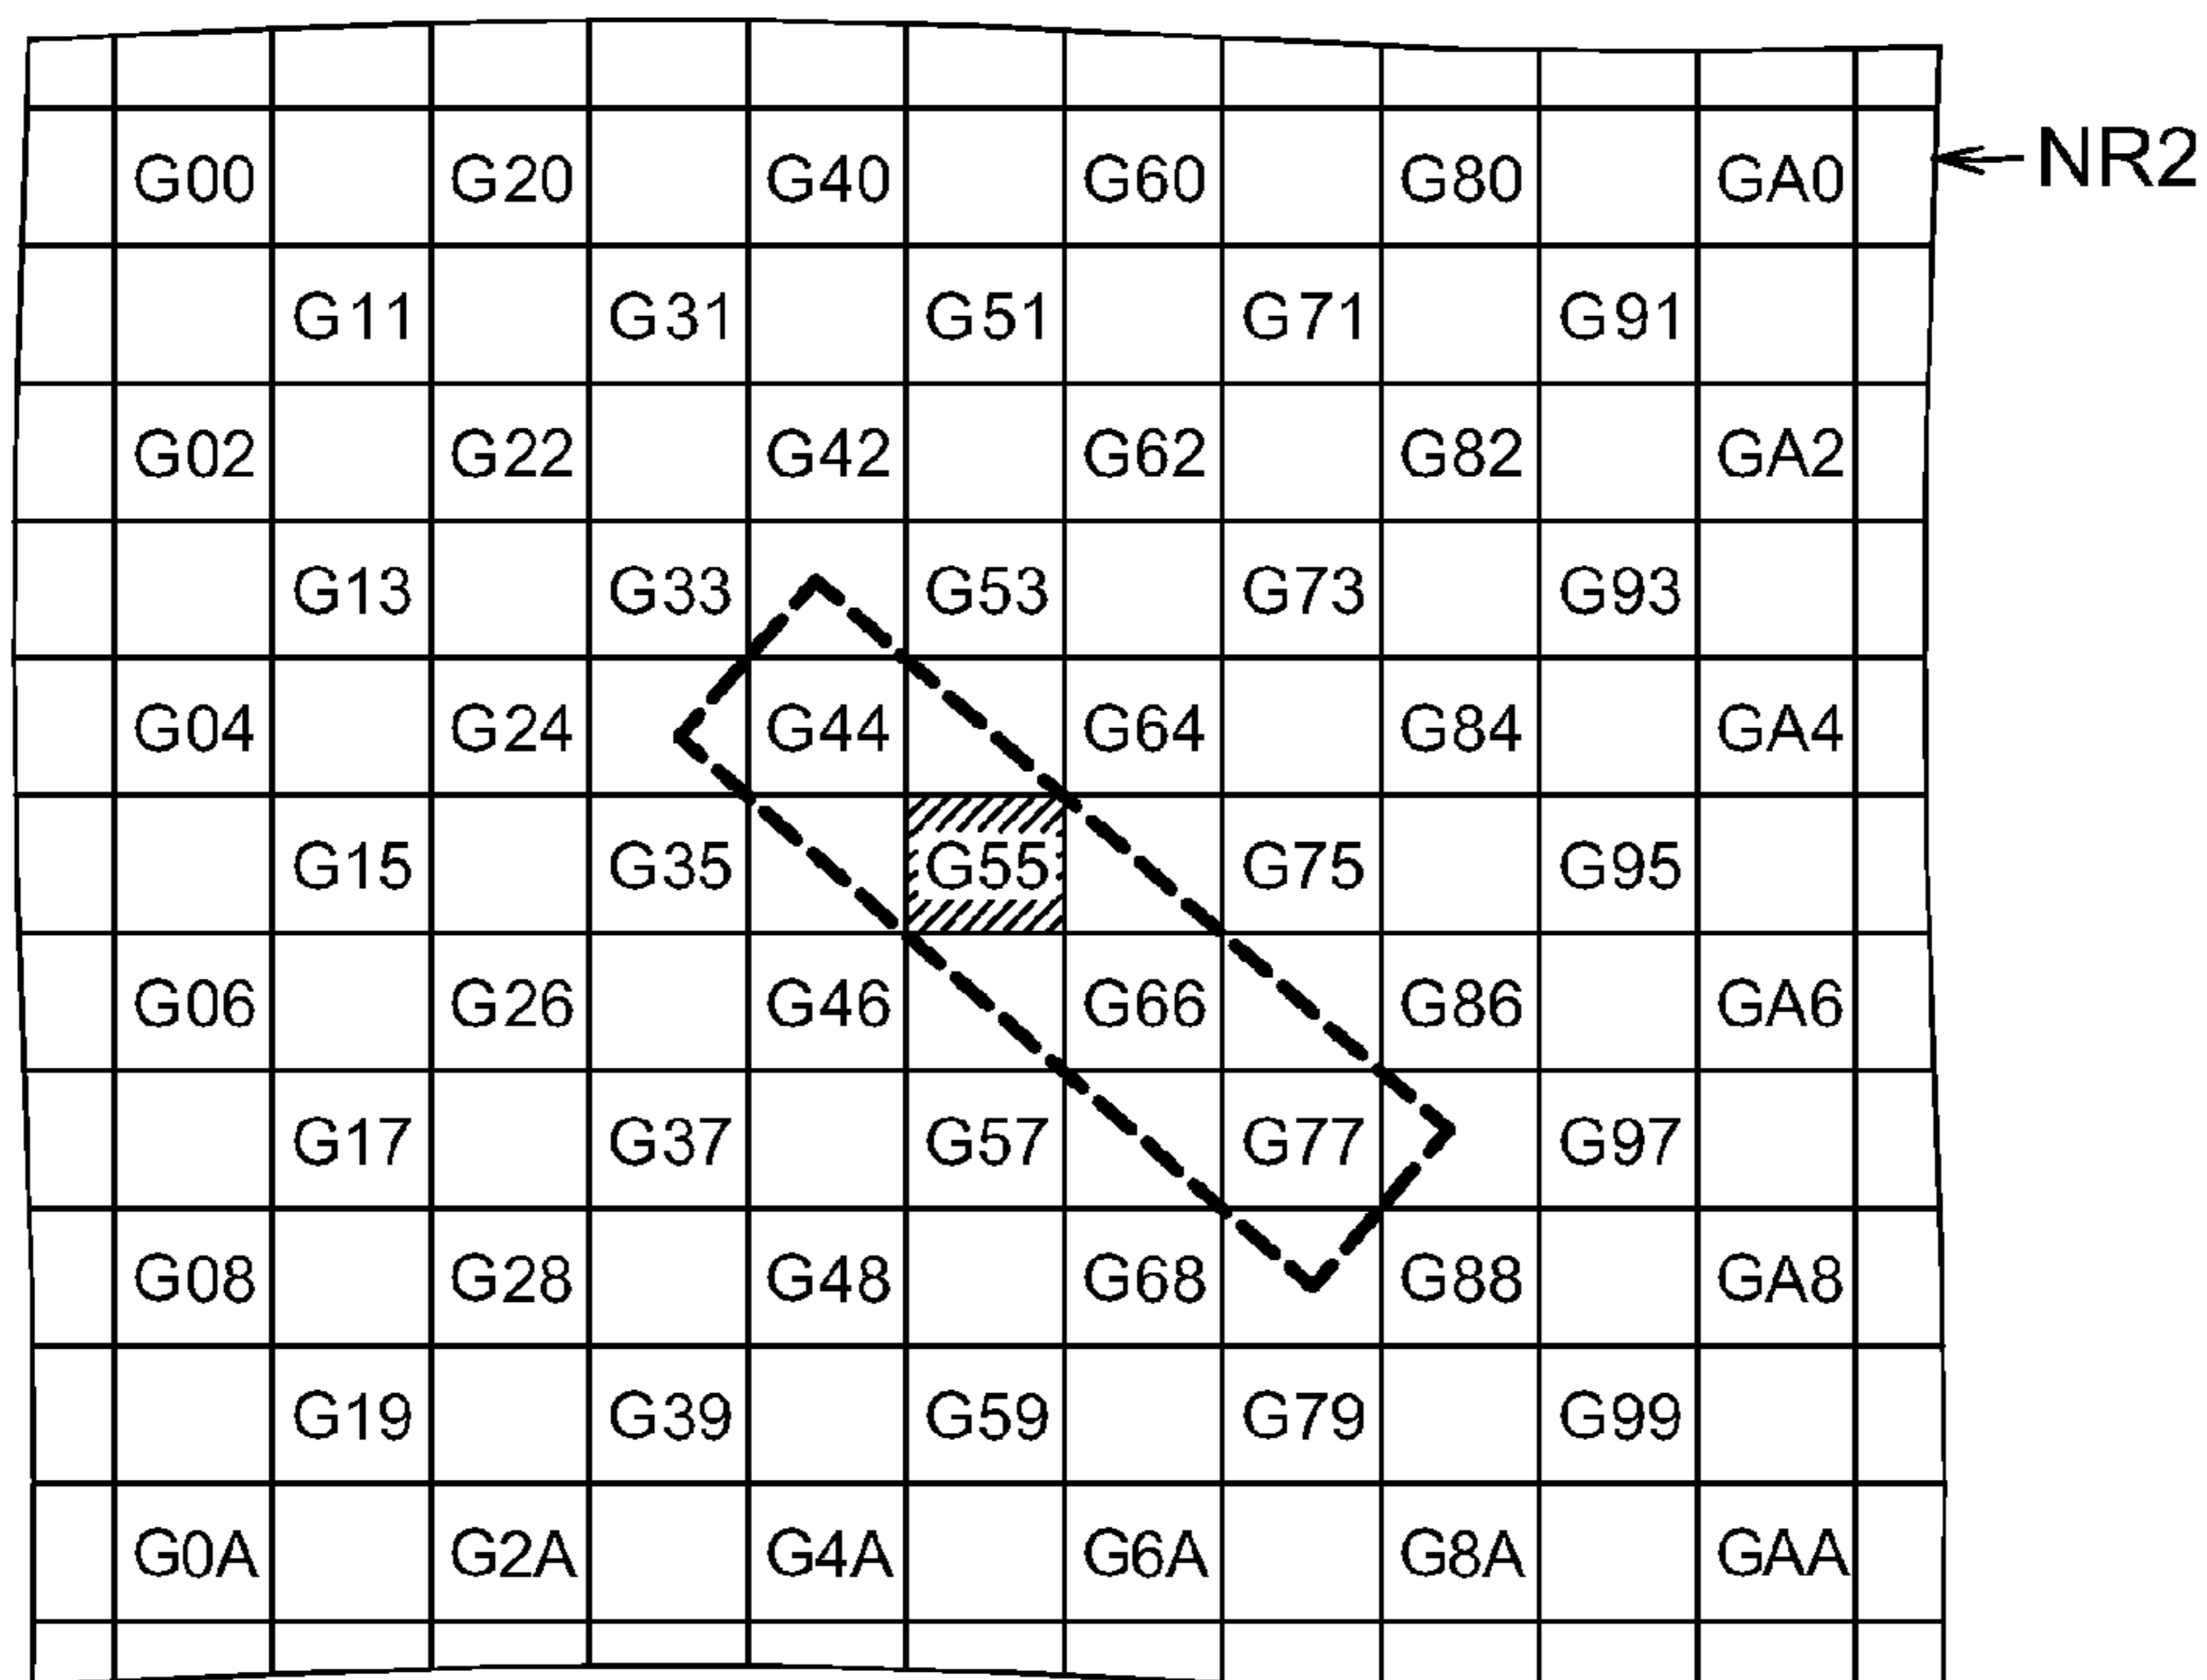 G00 G20 G40 G60 G80 GA0 NR2
G11 G31 G51 G71 G91
G02 G22 G42 G62 G82 GA2
G13 G33 G53 G73 G93
G04 G24 G44 G64 G84 GA4
G15 G35 G55 G75 G95
G06 G26 G46 G66 G86 GA6
G17 G37 G57 G77 G97
G08 G28 G48 G68 G88 GA8
G19 G39 G59 G79 G99
G0A G2A G4A G6A G8A GAA